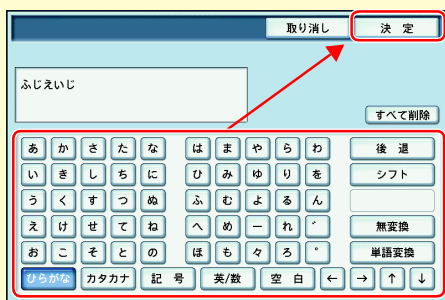 取り消し 決 定
ふじえいじ
すべて削除
あ か さ た な は ま や ら わ 後 退
い き し ち に ひ み ゆ り を シフト
う く す つ ぬ ふ む よ る ん
え け せ て ね へ め ー れ ゛ 無変換
お こ そ と の ほ も 々 ろ ゜ 単語変換
ひらがな カタカナ 記 号 英/数 空 白 ← → ↑ ↓